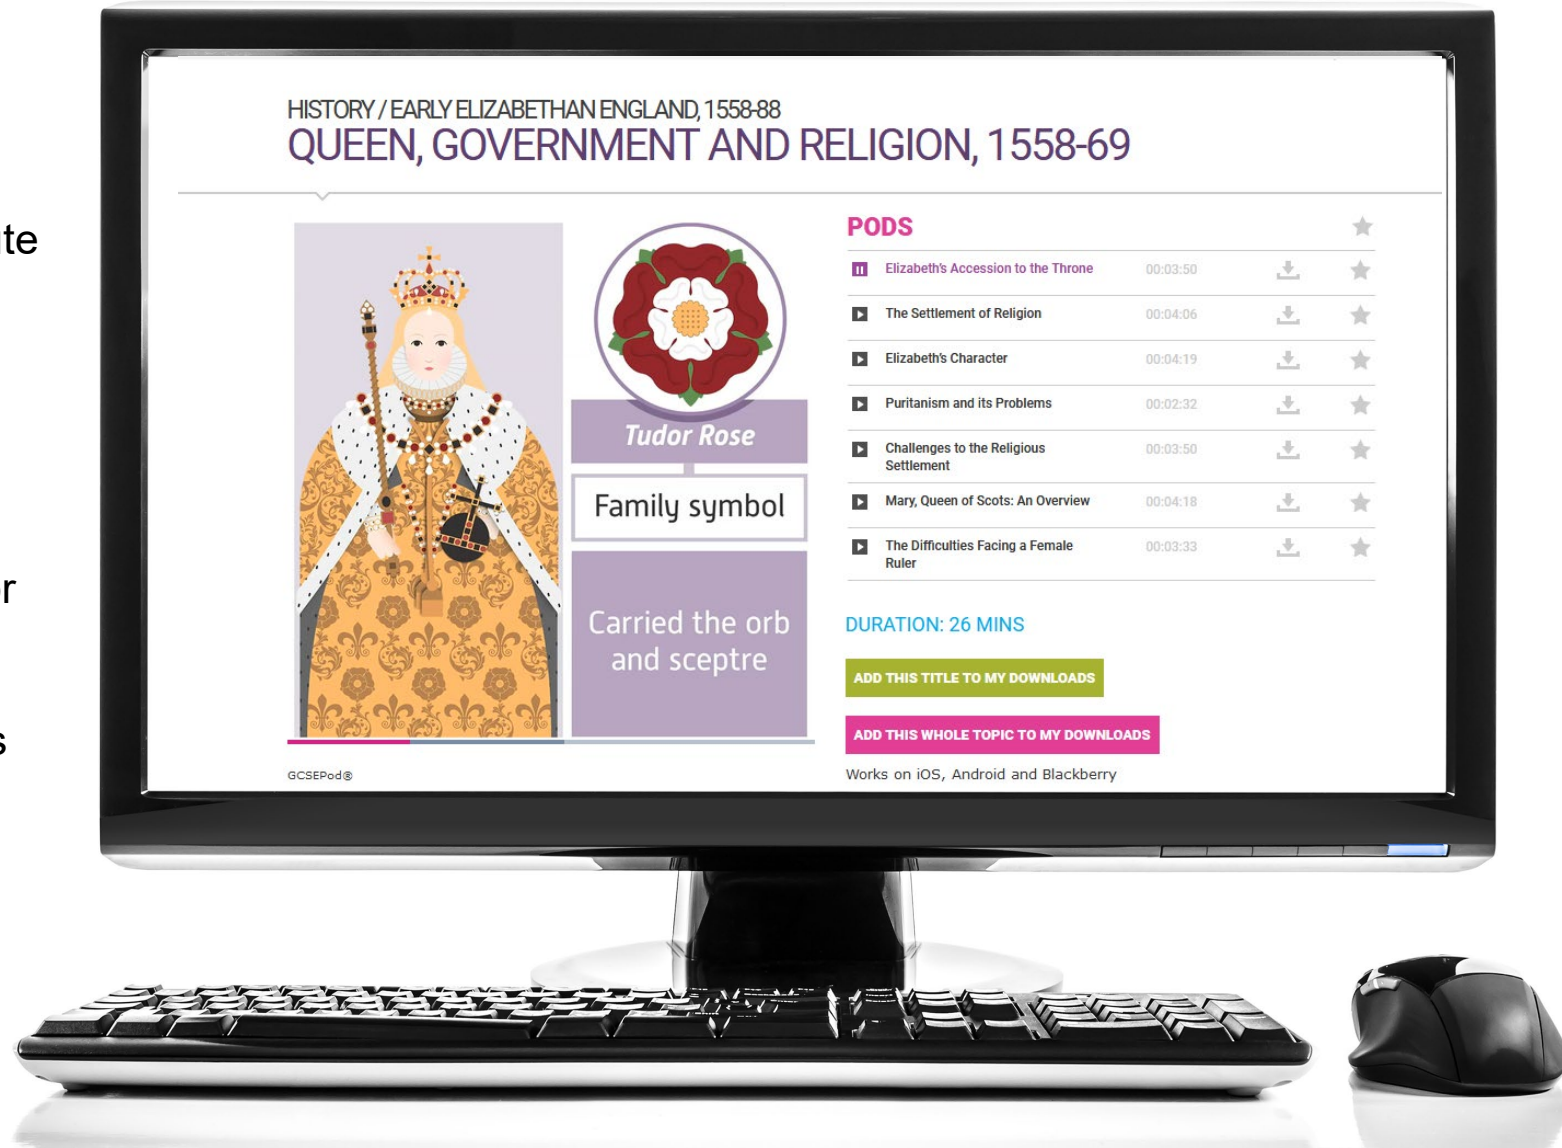 HISTORY / EARLY ELIZABETHAN ENGLAND, 1558-88
QUEEN, GOVERNMENT AND RELIGION, 1558-69
Tudor Rose
Family symbol
Carried the orb
and sceptre
GCSEPod®
PODS
Elizabeth's Accession to the Throne 00:03:50
The Settlement of Religion 00:04:06
Elizabeth's Character 00:04:19
Puritanism and its Problems 00:02:32
Challenges to the Religious 00:03:50
Settlement
Mary, Queen of Scots: An Overview 00:04:18
The Difficulties Facing a Female 00:03:33
Ruler
DURATION: 26 MINS
ADD THIS TITLE TO MY DOWNLOADS
ADD THIS WHOLE TOPIC TO MY DOWNLOADS
Works on iOS, Android and Blackberry